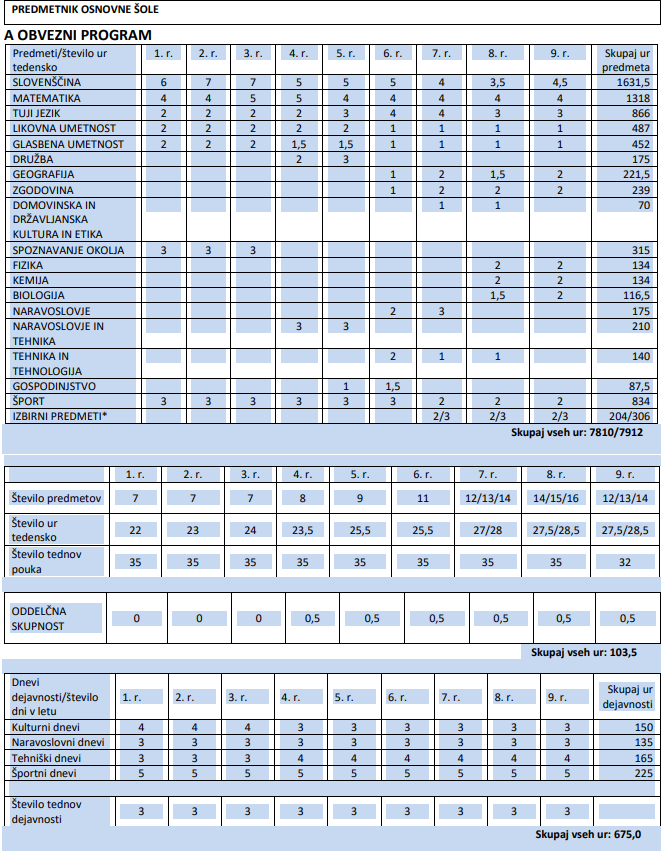 PREDMETNIK OSNOVNE ŠOLE
A OBVEZNI PROGRAM
Predmeti/število ur tedensko 1. r. 2. r. 3. r. 4. r. 5. r. 6. r. 7. r. 8. r. 9. r. Skupaj ur predmeta
SLOVENŠČINA 6 7 7 5 5 5 4 3,5 4,5 1631,5
MATEMATIKA 4 4 5 5 4 4 4 4 4 1318
TUJI JEZIK 2 2 2 2 3 4 4 3 3 866
LIKOVNA UMETNOST 2 2 2 2 2 1 1 1 1 487
GLASBENA UMETNOST 2 2 2 1,5 1,5 1 1 1 1 452
DRUŽBA 2 3 175
GEOGRAFIJA 1 2 1,5 2 221,5
ZGODOVINA 1 2 2 2 239
DOMOVINSKA IN DRŽAVLJANSKA KULTURA IN ETIKA 1 1 70
SPOZNAVANJE OKOLJA 3 3 3 315
FIZIKA 2 2 134
KEMIJA 2 2 134
BIOLOGIJA 1,5 2 116,5
NARAVOSLOVJE 2 3 175
NARAVOSLOVJE IN TEHNIKA 3 3 210
TEHNIKA IN TEHNOLOGIJA 2 1 1 140
GOSPODINJSTVO 1 1,5 87,5
ŠPORT 3 3 3 3 3 3 2 2 2 834
IZBIRNI PREDMETI* 2/3 2/3 2/3 204/306
Skupaj vseh ur: 7810/7912
1. r. 2. r. 3. r. 4. r. 5. r. 6. r. 7. r. 8. r. 9. r.
Število predmetov 7 7 7 8 9 11 12/13/14 14/15/16 12/13/14
Število ur tedensko 22 23 24 23,5 25,5 25,5 27/28 27,5/28,5 27,5/28,5
Število tednov pouka 35 35 35 35 35 35 35 35 32
ODDELČNA SKUPNOST 0 0 0 0,5 0,5 0,5 0,5 0,5 0,5
Skupaj vseh ur: 103,5
Dnevi dejavnosti/število dni v letu 1. r. 2. r. 3. r. 4. r. 5. r. 6. r. 7. r. 8. r. 9. r. Skupaj ur dejavnosti
Kulturni dnevi 4 4 4 3 3 3 3 3 3 150
Naravoslovni dnevi 3 3 3 3 3 3 3 3 3 135
Tehniški dnevi 3 3 3 4 4 4 4 4 4 165
Športni dnevi 5 5 5 5 5 5 5 5 5 225
Število tednov dejavnosti 3 3 3 3 3 3 3 3 3
Skupaj vseh ur: 675,0